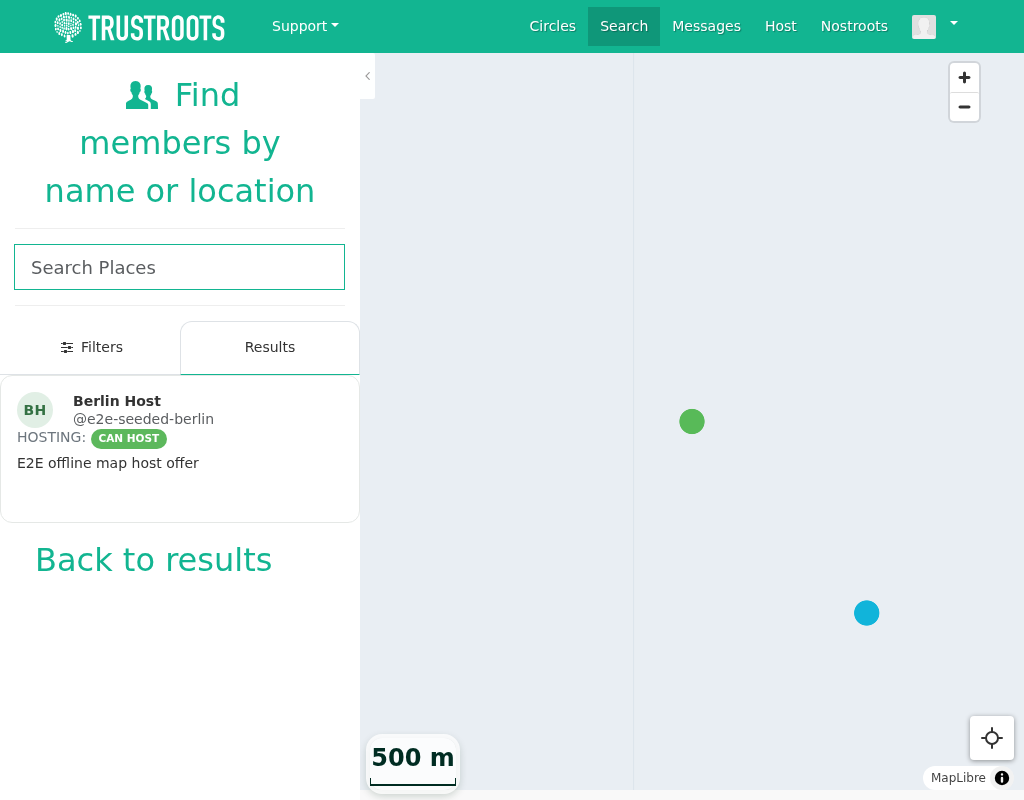 TRUSTROOTS
Support
Circles
Search
Messages
Host
Nostroots
Find
members by
name or location
Search Places
Filters
Results
BH
Berlin Host
@e2e-seeded-berlin
HOSTING: CAN HOST
E2E offline map host offer
Back to results
500 m
MapLibre